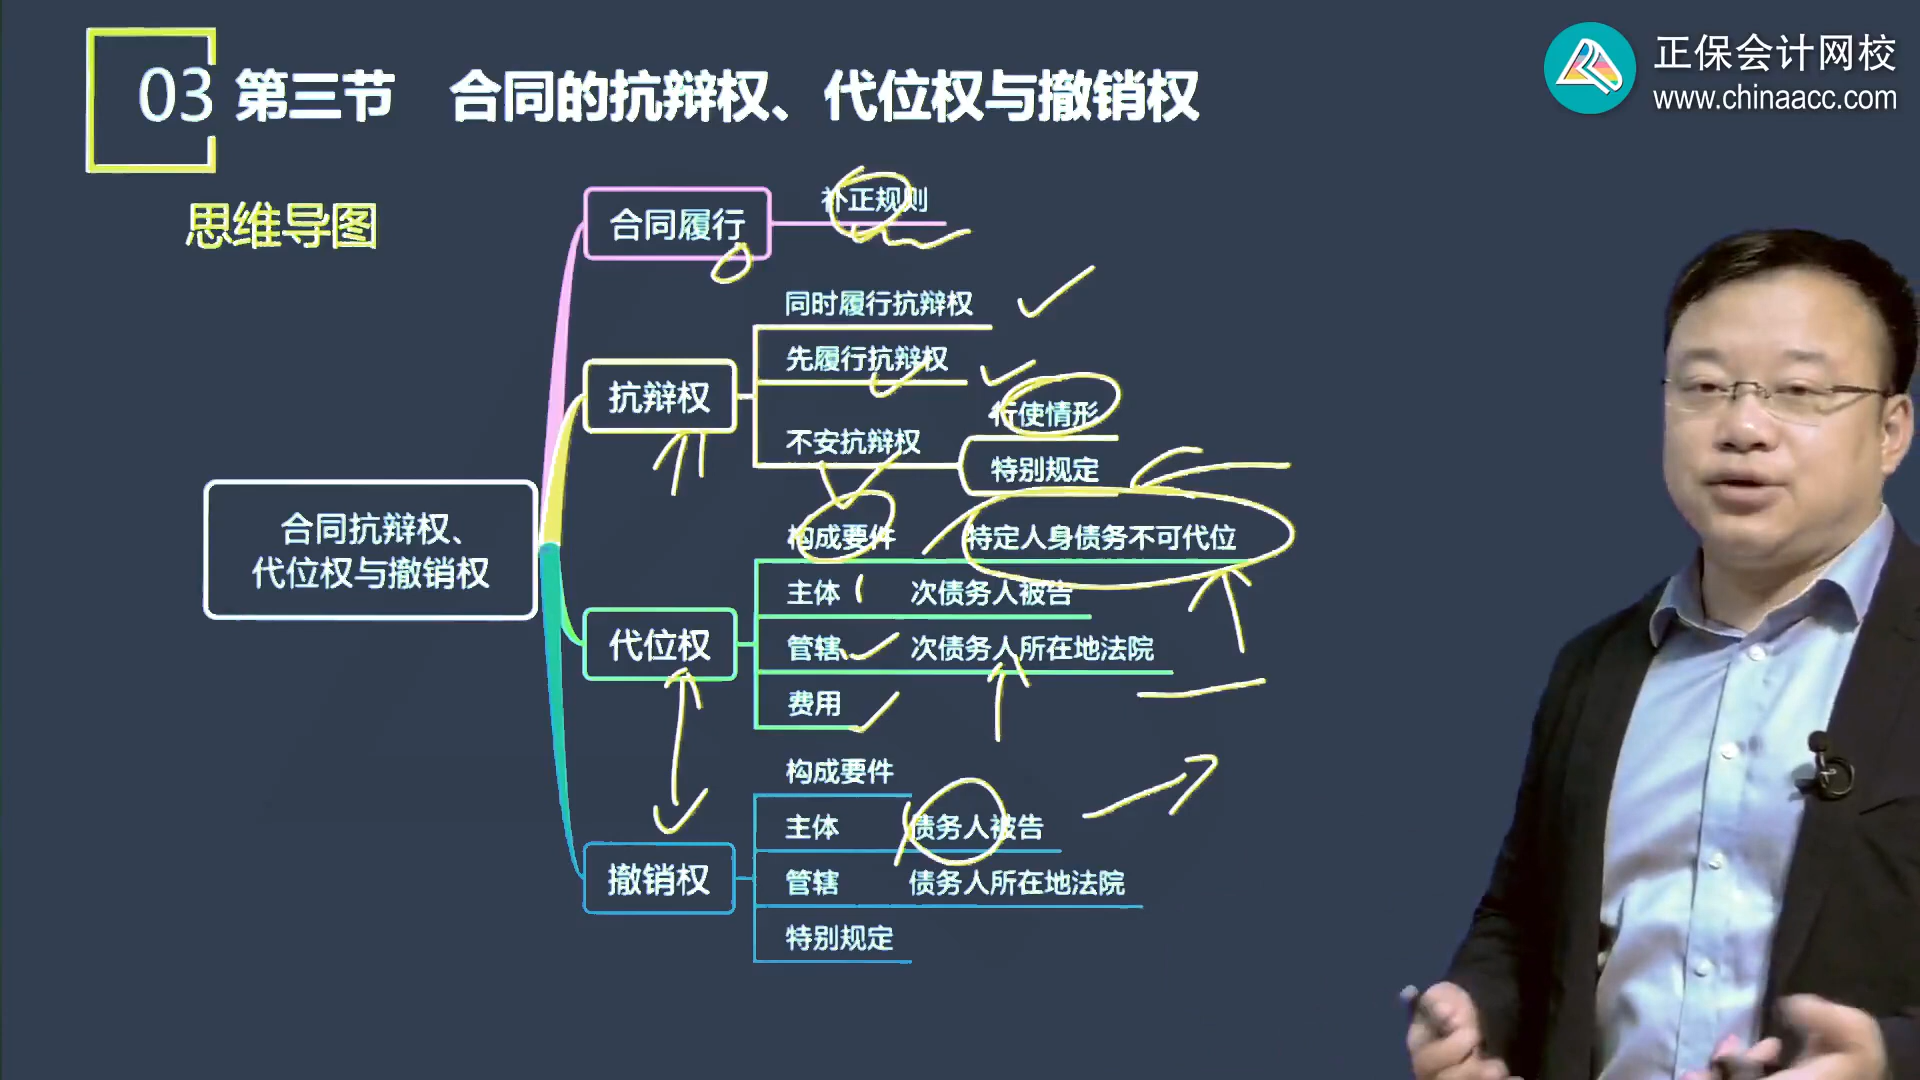 正保会计网校
www.chinaacc.com
03 第三节 合同的抗辩权、代位权与撤销权
思维导图
合同抗辩权、
代位权与撤销权
合同履行
补正规则
抗辩权
同时履行抗辩权
先履行抗辩权
不安抗辩权
行使情形
特别规定
代位权
构成要件 特定人身债务不可代位
主体 次债务人被告
管辖 次债务人所在地法院
费用
撤销权
构成要件
主体 债务人被告
管辖 债务人所在地法院
特别规定